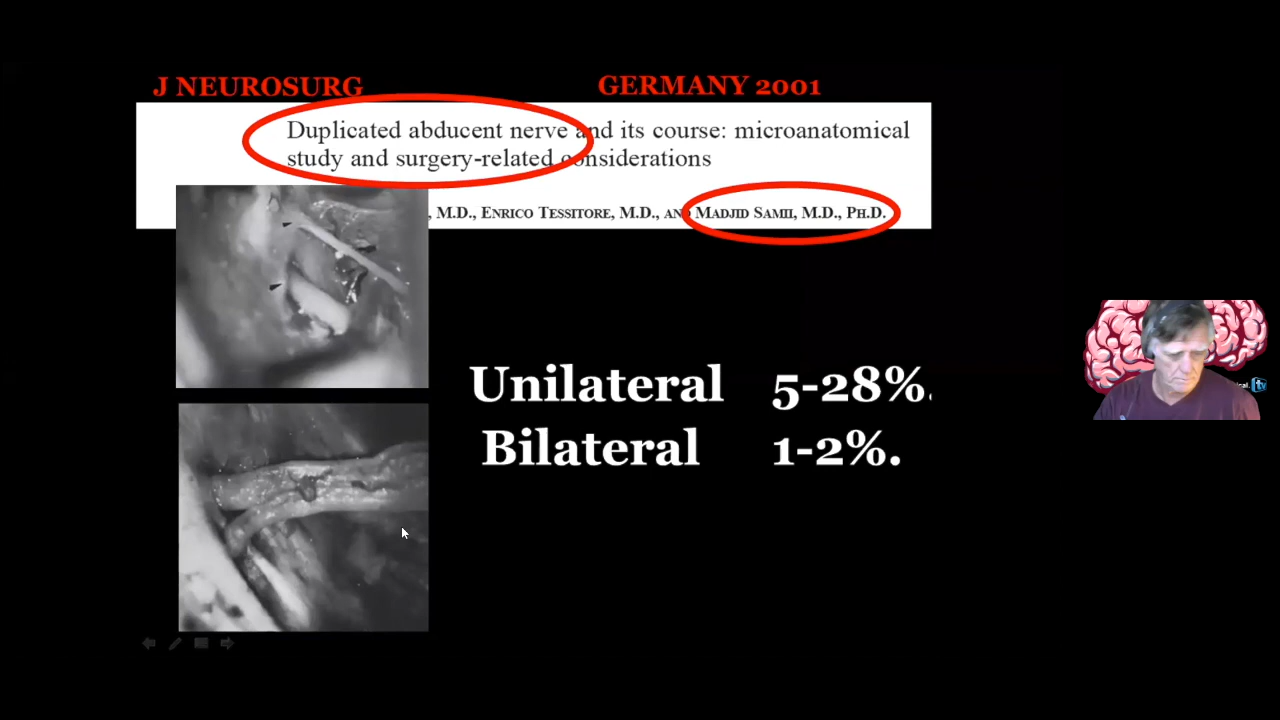 J NEUROSURG GERMANY 2001
Duplicated abducent nerve and its course: microanatomical
study and surgery-related considerations
, M.D., ENRICO TESSITORE, M.D., AND MADJID SAMII, M.D., PH.D.
Unilateral 5-28%.
Bilateral 1-2%.
tv